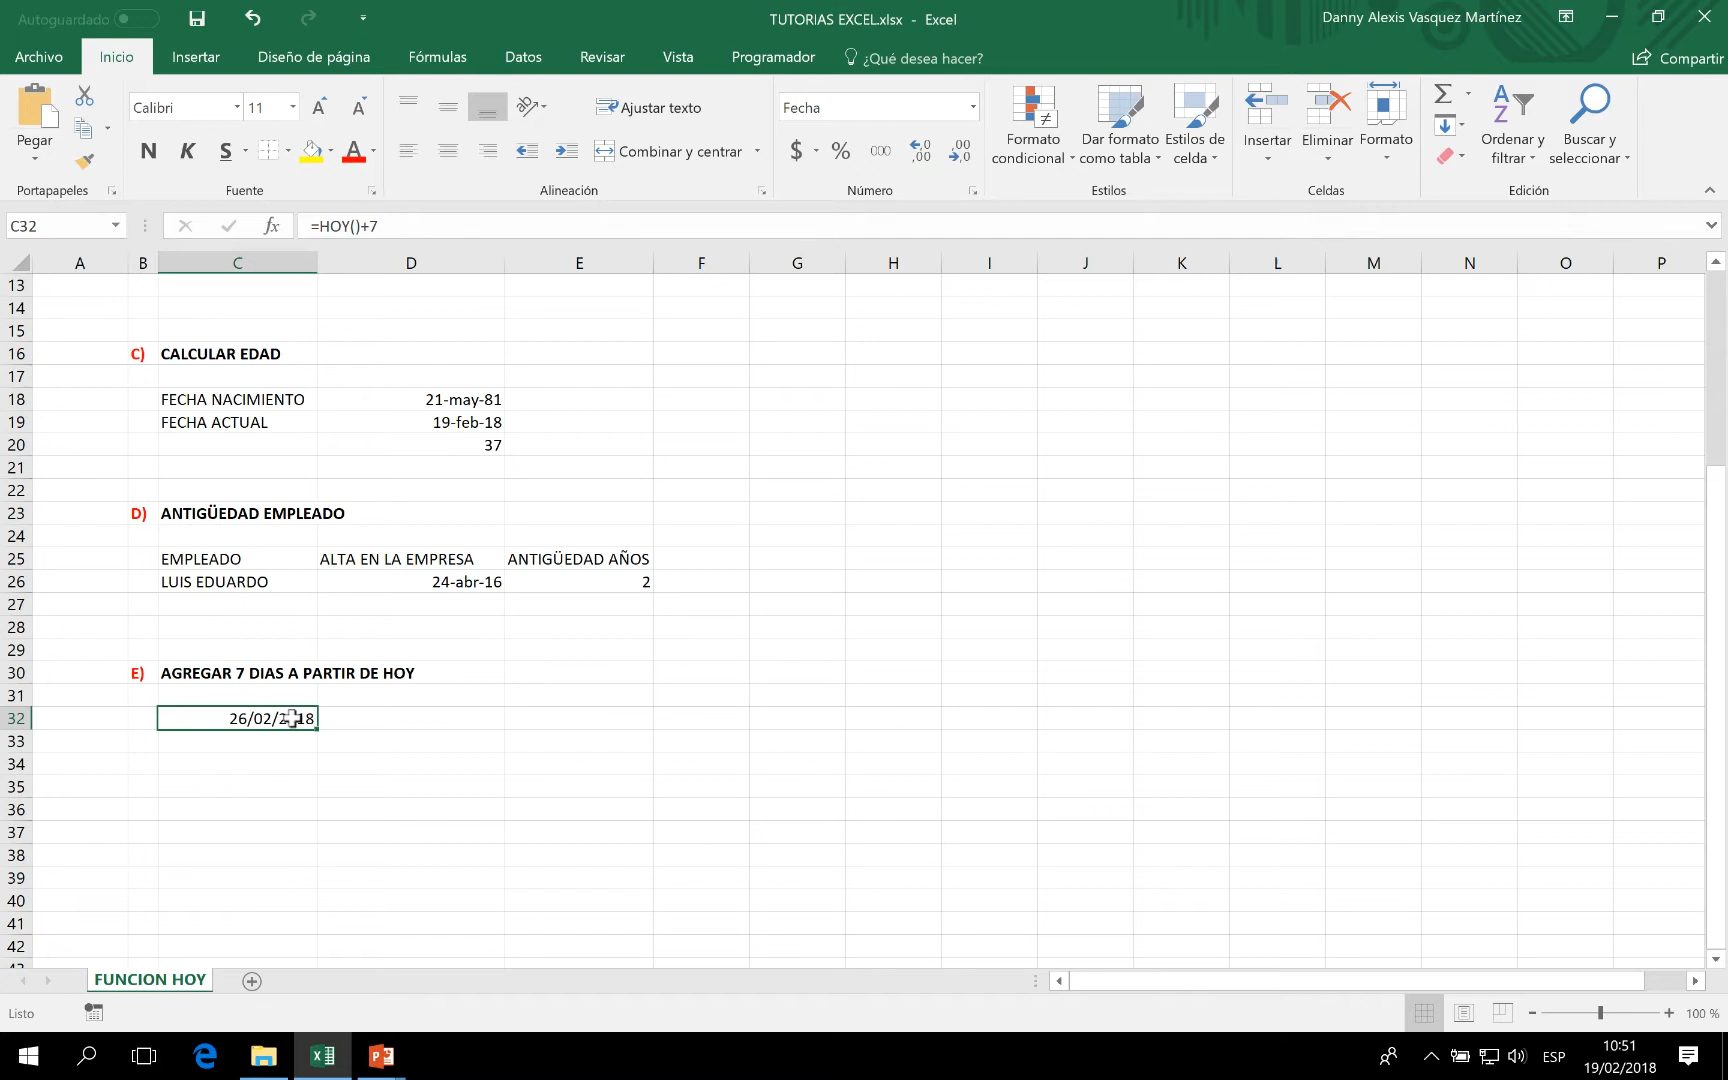 Autoguardado
TUTORIAS EXCEL.xlsx - Excel
Danny Alexis Vasquez Martínez
Archivo
Inicio
Insertar
Diseño de página
Fórmulas
Datos
Revisar
Vista
Programador
¿Qué desea hacer?
Compartir
Pegar
Portapapeles
Calibri
11
N K S
Fuente
Ajustar texto
Combinar y centrar
Alineación
Fecha
$ % 000
Número
Formato condicional
Dar formato como tabla
Estilos de celda
Estilos
Insertar
Eliminar
Formato
Celdas
Ordenar y filtrar
Buscar y seleccionar
Edición
C32
fx
=HOY()+7
A B C D E F G H I J K L M N O P
13
14
15
16 C) CALCULAR EDAD
17
18 FECHA NACIMIENTO 21-may-81
19 FECHA ACTUAL 19-feb-18
20 37
21
22
23 D) ANTIGÜEDAD EMPLEADO
24
25 EMPLEADO ALTA EN LA EMPRESA ANTIGÜEDAD AÑOS
26 LUIS EDUARDO 24-abr-16 2
27
28
29
30 E) AGREGAR 7 DIAS A PARTIR DE HOY
31
32 26/02/2018
33
34
35
36
37
38
39
40
41
42
FUNCION HOY
Listo
100 %
ESP
10:51
19/02/2018